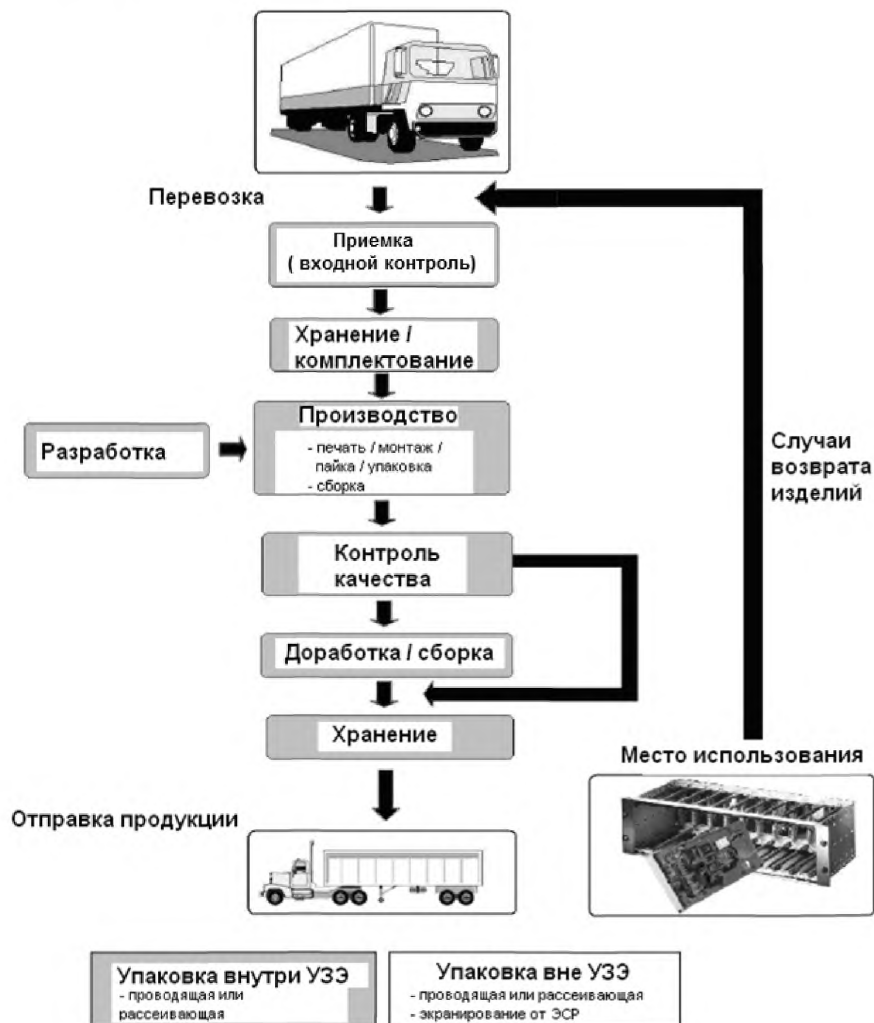 Перевозка
Приемка
( входной контроль)
Хранение /
комплектование
Производство
- печать / монтаж /
пайка / упаковка
- сборка
Разработка
Случаи
возврата
изделий
Контроль
качества
Доработка / сборка
Хранение
Место использования
Отправка продукции
Упаковка внутри УЗЭ
- проводящая или
рассеивающая
Упаковка вне УЗЭ
- проводящая или рассеивающая
- экранирование от ЭСР